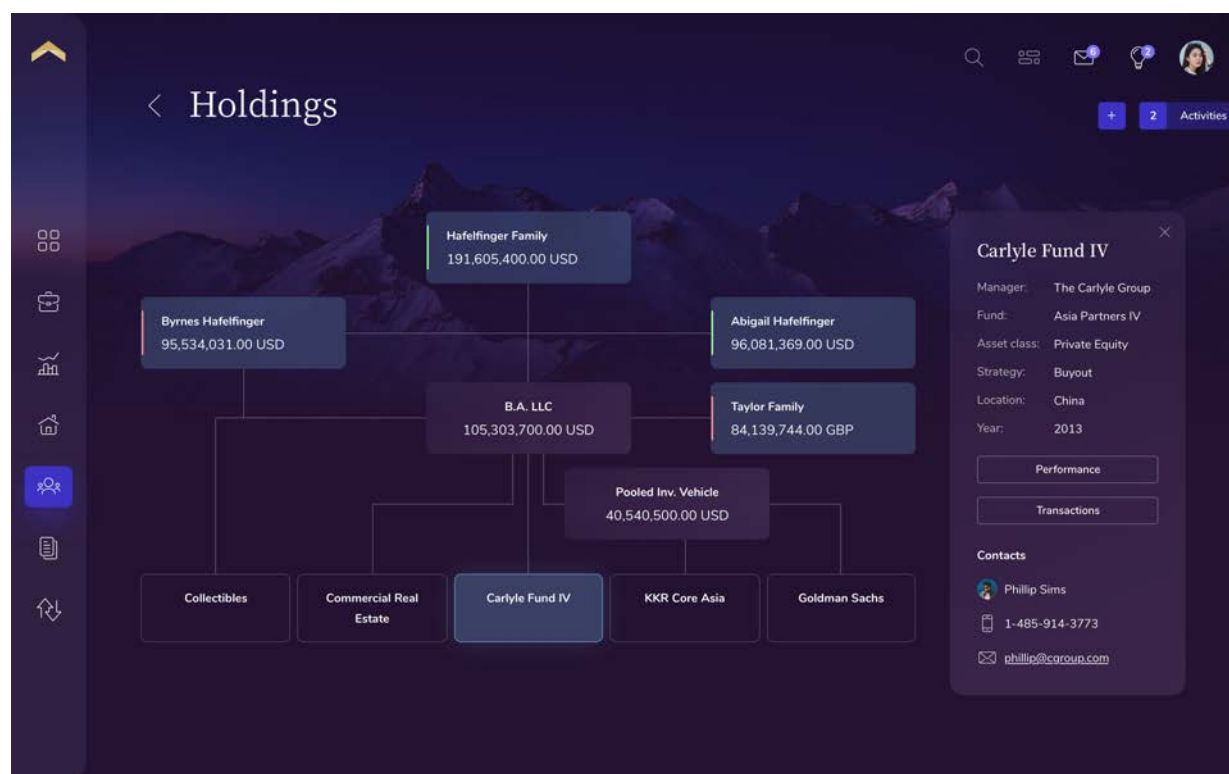 6
2
Holdings
+
2
Activities
Hafelfinger Family
191,605,400.00 USD
Byrnes Hafelfinger
95,534,031.00 USD
Abigail Hafelfinger
96,081,369.00 USD
B.A. LLC
105,303,700.00 USD
Taylor Family
84,139,744.00 GBP
Pooled Inv. Vehicle
40,540,500.00 USD
Collectibles
Commercial Real
Estate
Carlyle Fund IV
KKR Core Asia
Goldman Sachs
Carlyle Fund IV
Manager: The Carlyle Group
Fund: Asia Partners IV
Asset class: Private Equity
Strategy: Buyout
Location: China
Year: 2013
Performance
Transactions
Contacts
Phillip Sims
1-485-914-3773
phillip@cgroup.com